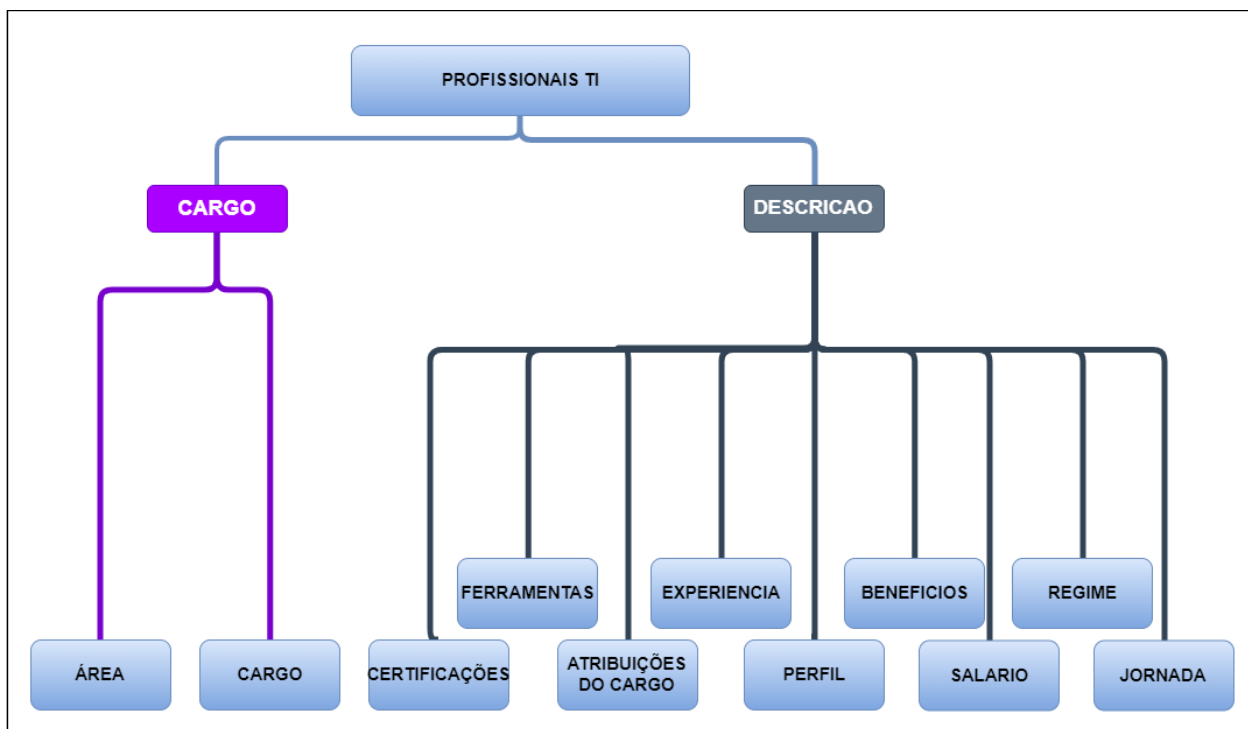 PROFISSIONAIS TI
CARGO
DESCRICAO
FERRAMENTAS
EXPERIENCIA
BENEFICIOS
REGIME
ÁREA
CARGO
CERTIFICAÇÕES
ATRIBUIÇÕES
DO CARGO
PERFIL
SALARIO
JORNADA